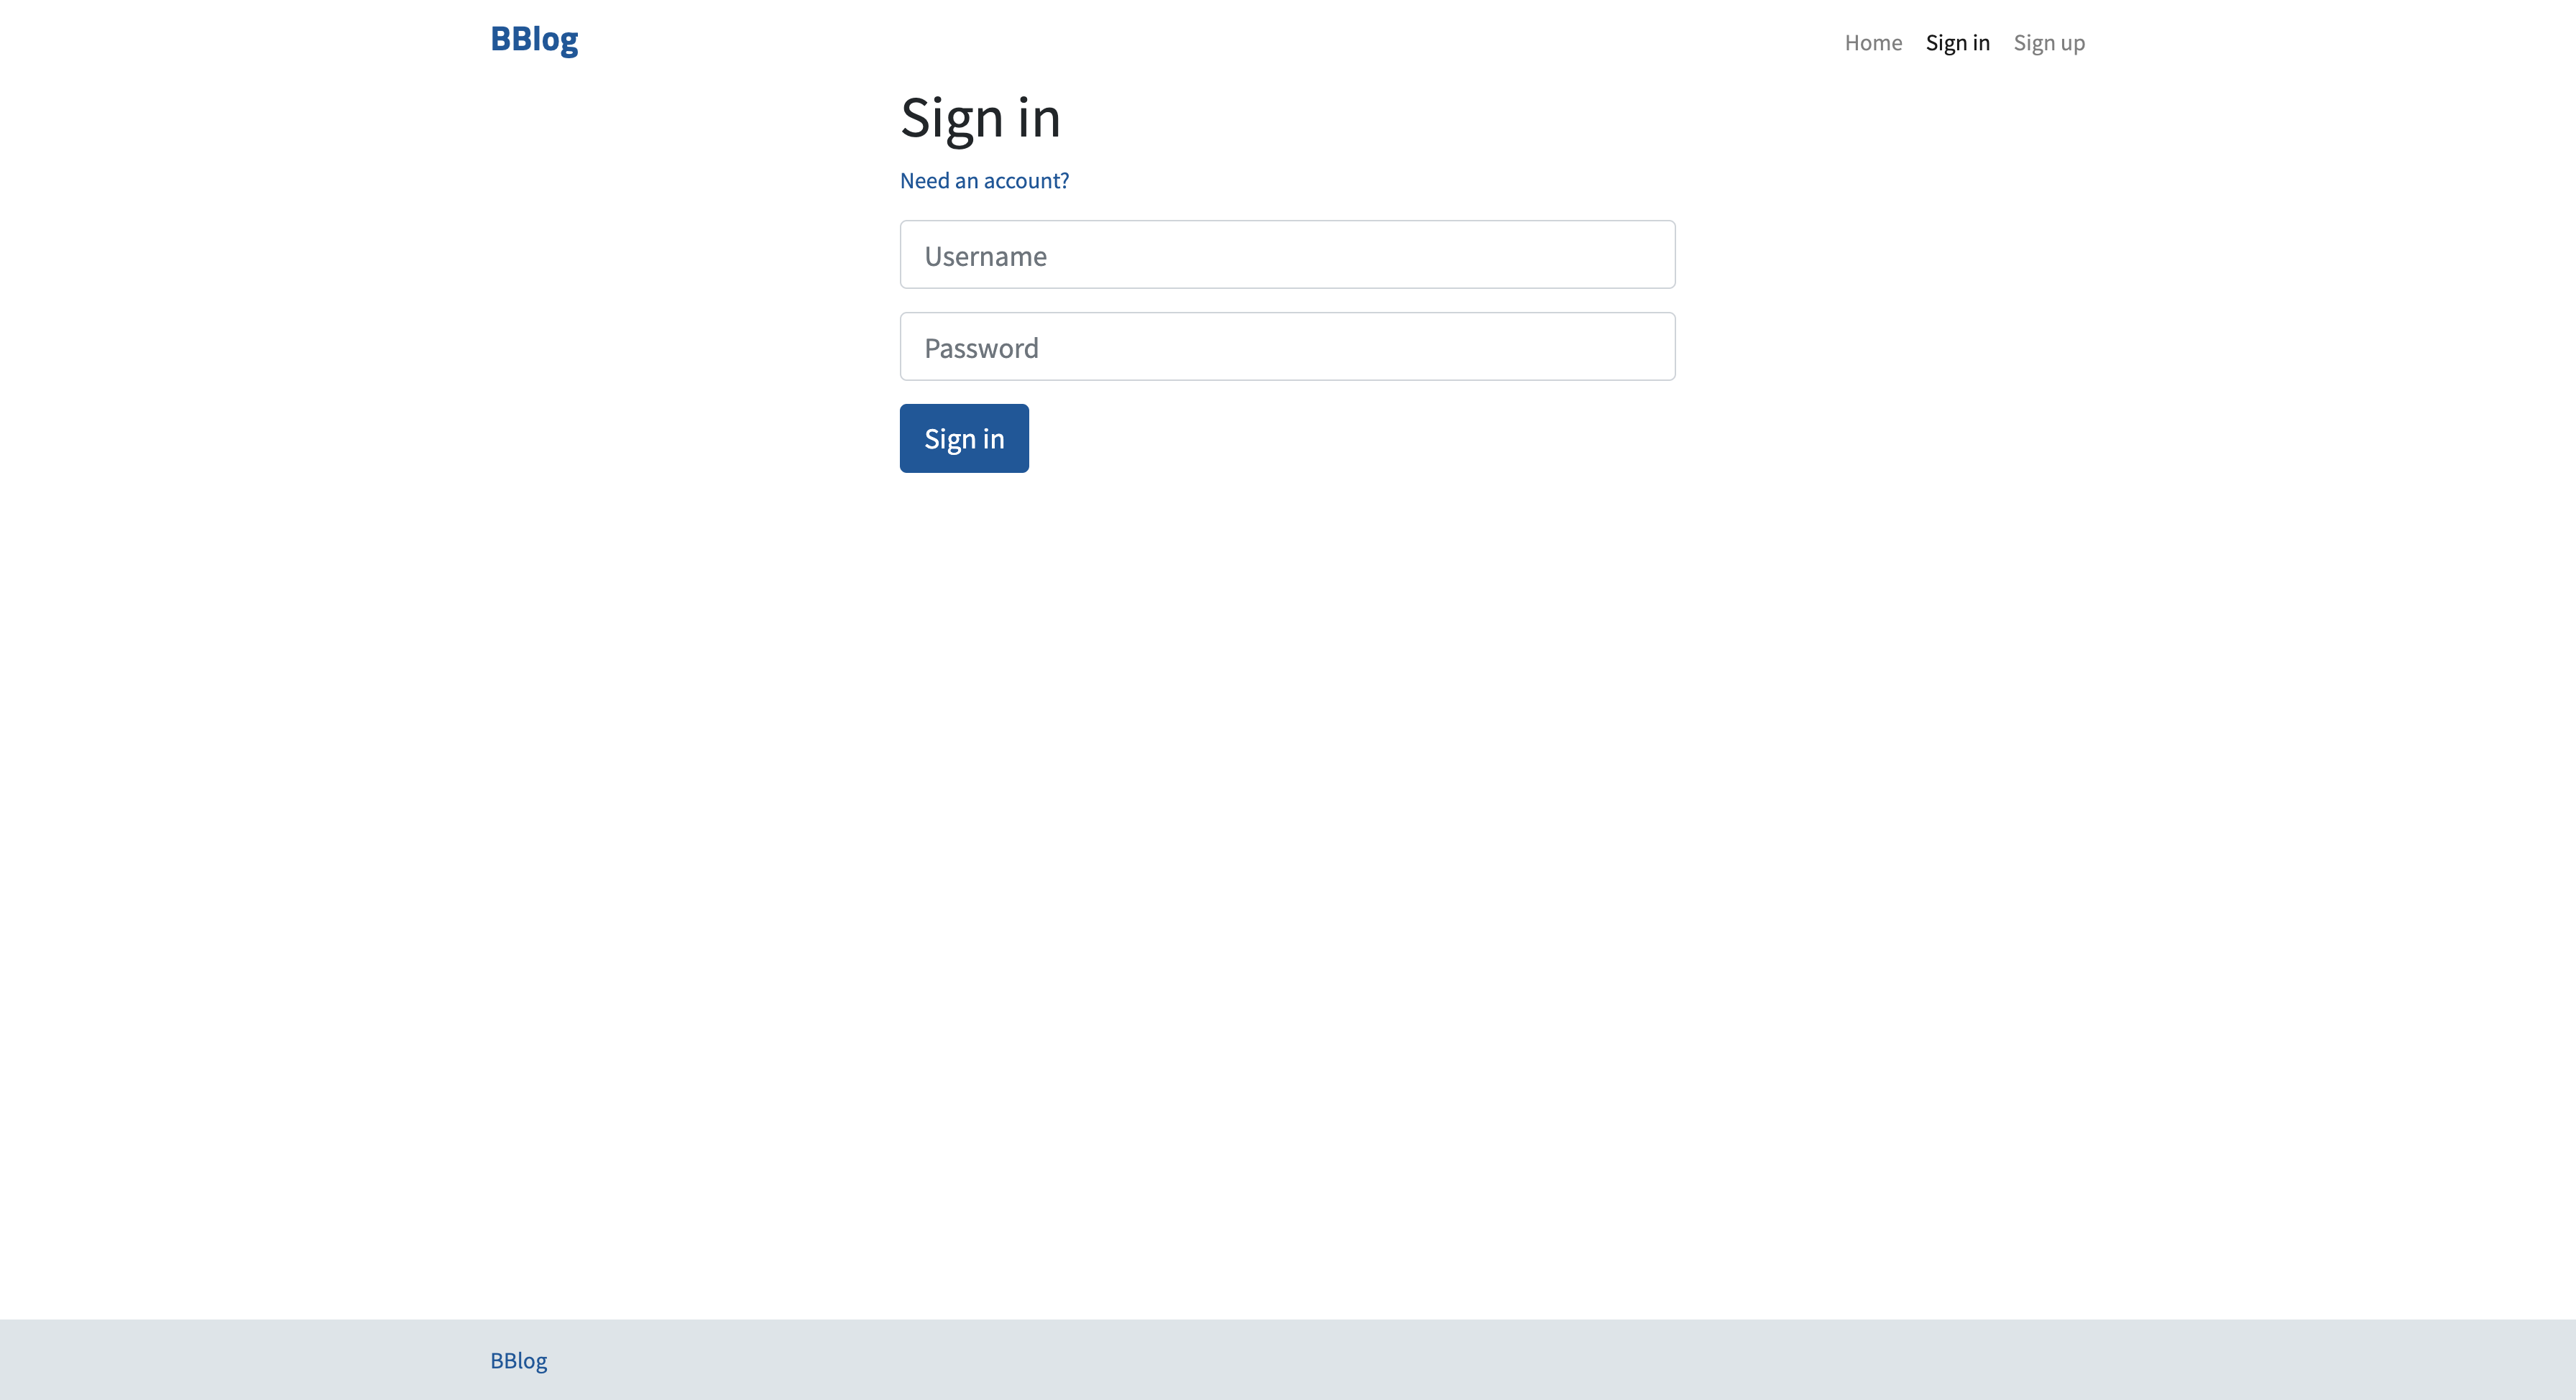 BBlog
Home Sign in Sign up
Sign in
Need an account?
Username
Password
Sign in
BBlog